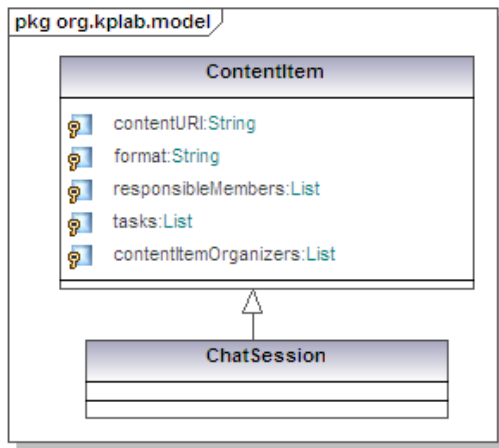 pkg org.kplab.model
ContentItem
contentURI:String
format:String
responsibleMembers:List
tasks:List
contentItemOrganizers:List
ChatSession